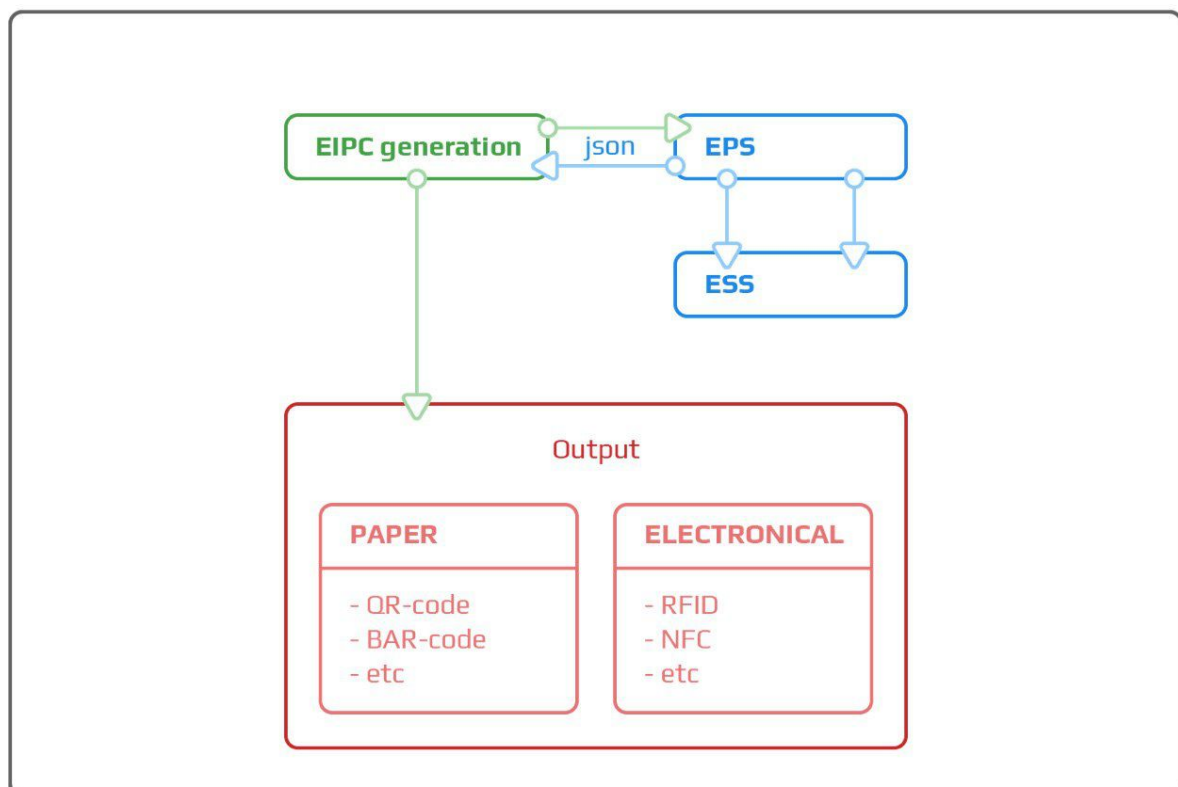 EIPC generation
json
EPS
ESS
Output
PAPER
- QR-code
- BAR-code
- etc
ELECTRONICAL
- RFID
- NFC
- etc